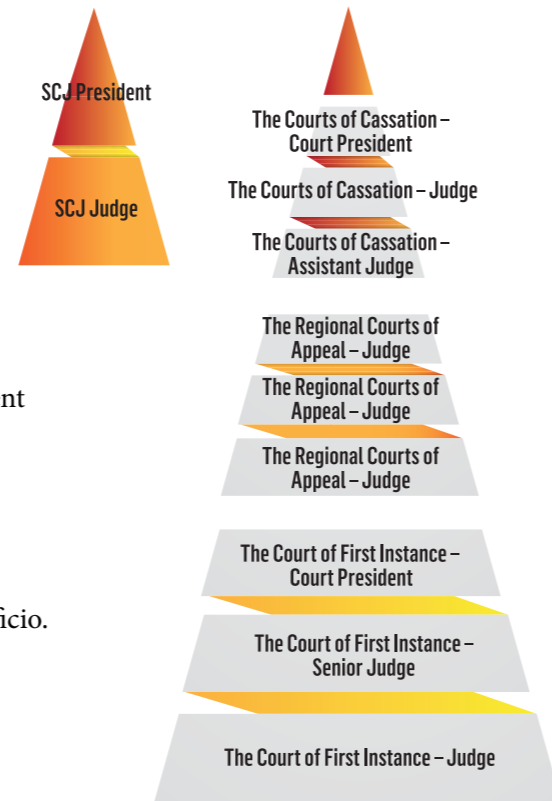 SCJ President
SCJ Judge
The Courts of Cassation –
Court President
The Courts of Cassation – Judge
The Courts of Cassation –
Assistant Judge
The Regional Courts of
Appeal – Judge
The Regional Courts of
Appeal – Judge
The Regional Courts of
Appeal – Judge
The Court of First Instance –
Court President
The Court of First Instance –
Senior Judge
The Court of First Instance – Judge